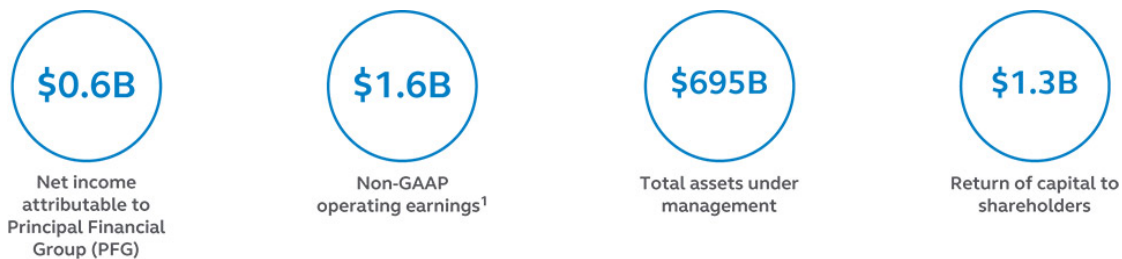 $0.6B
Net income
attributable to
Principal Financial
Group (PFG)
$1.6B
Non-GAAP
operating earnings¹
$695B
Total assets under
management
$1.3B
Return of capital to
shareholders